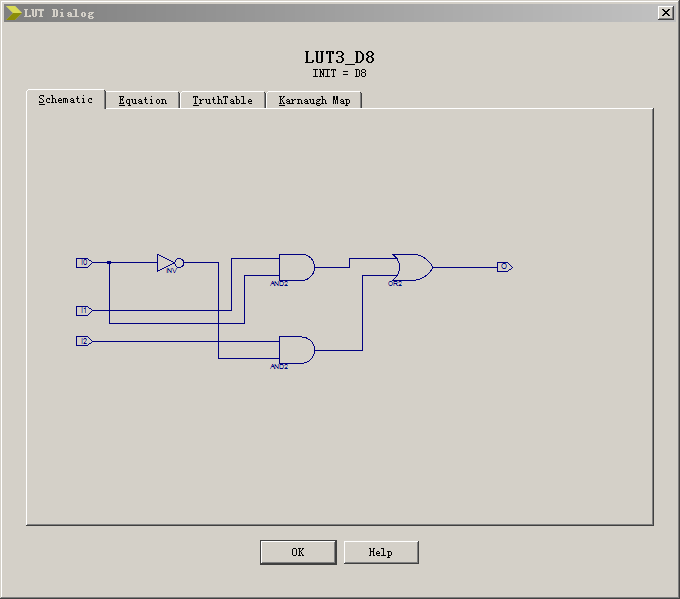 LUT Dialog
LUT3_D8
INIT = D8
Schematic Equation TruthTable Karnaugh Map
I0
INV
AND2
OR2
O
I1
I2
AND2
OK Help